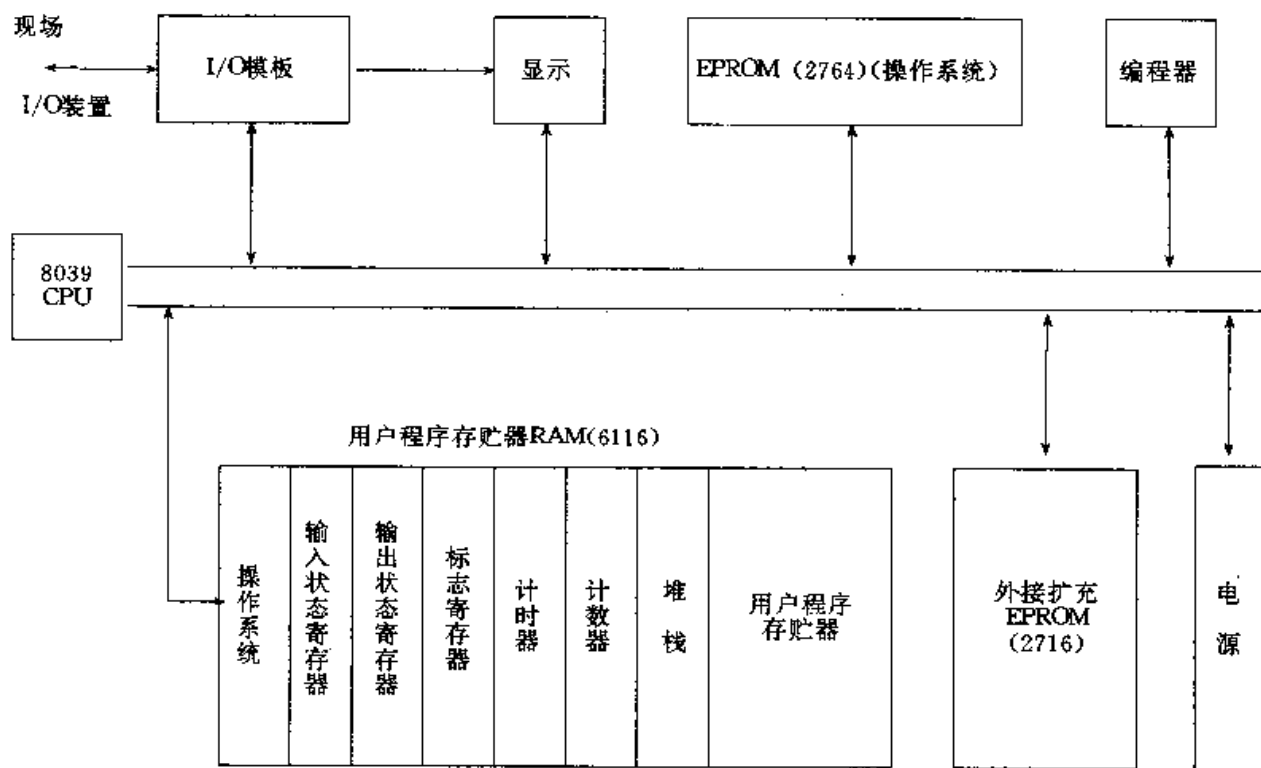 现场
I/O装置
I/O模板
显示
EPROM (2764)(操作系统)
编程器
8039
CPU
用户程序存贮器RAM(6116)
操作系统
输入状态寄存器
输出状态寄存器
标志寄存器
计时器
计数器
堆栈
用户程序
存贮器
外接扩充
EPROM
(2716)
电源